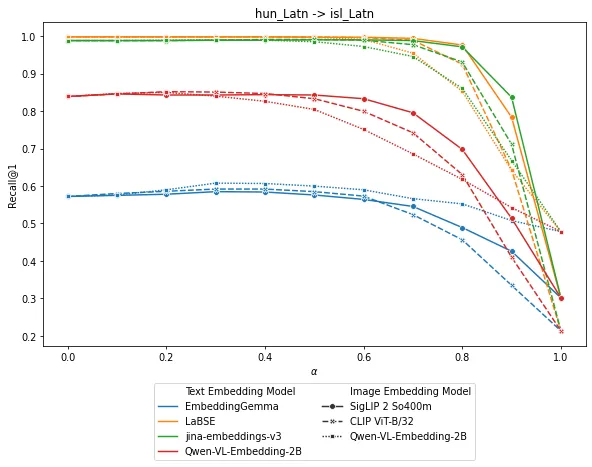 hun_Latn -> isl_Latn
Recall@1
1.0
0.9
0.8
0.7
0.6
0.5
0.4
0.3
0.2
0.0 0.2 0.4 0.6 0.8 1.0
α
Text Embedding Model Image Embedding Model
EmbeddingGemma SigLIP 2 So400m
LaBSE CLIP ViT-B/32
jina-embeddings-v3 Qwen-VL-Embedding-2B
Qwen-VL-Embedding-2B